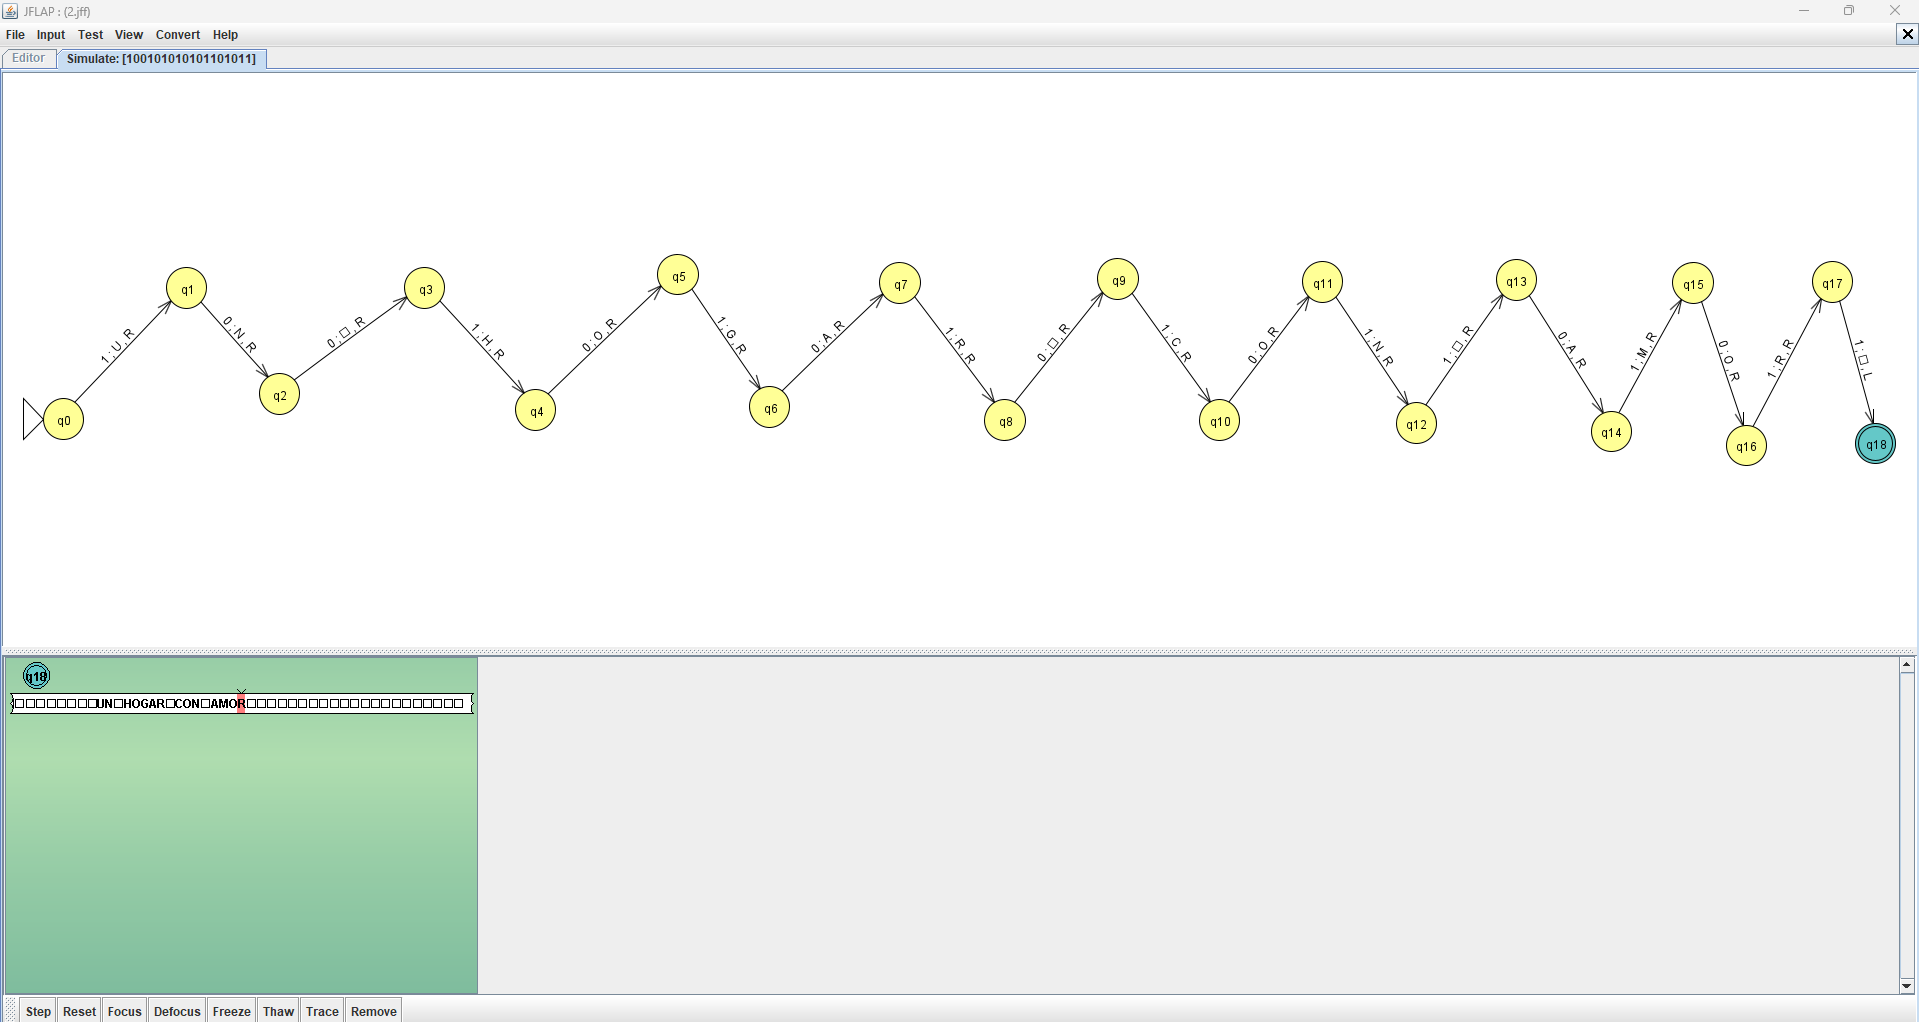 JFLAP : (2.jff)
File Input Test View Convert Help
Editor Simulate: [100101010101101011]
q0 q1 q2 q3 q4 q5 q6 q7 q8 q9 q10 q11 q12 q13 q14 q15 q16 q17 q18
1 ; U , R
0 ; N , R
0 ; □ , R
1 ; H , R
0 ; O , R
1 ; G , R
0 ; A , R
1 ; R , R
0 ; □ , R
1 ; C , R
0 ; O , R
1 ; N , R
1 ; □ , R
0 ; A , R
1 ; M , R
0 ; O , R
1 ; R , R
1 ; □ , L
q18
□□□□□□□□UN□HOGAR□CON□AMOR□□□□□□□□□□□□□□□□□□□□□
Step Reset Focus Defocus Freeze Thaw Trace Remove